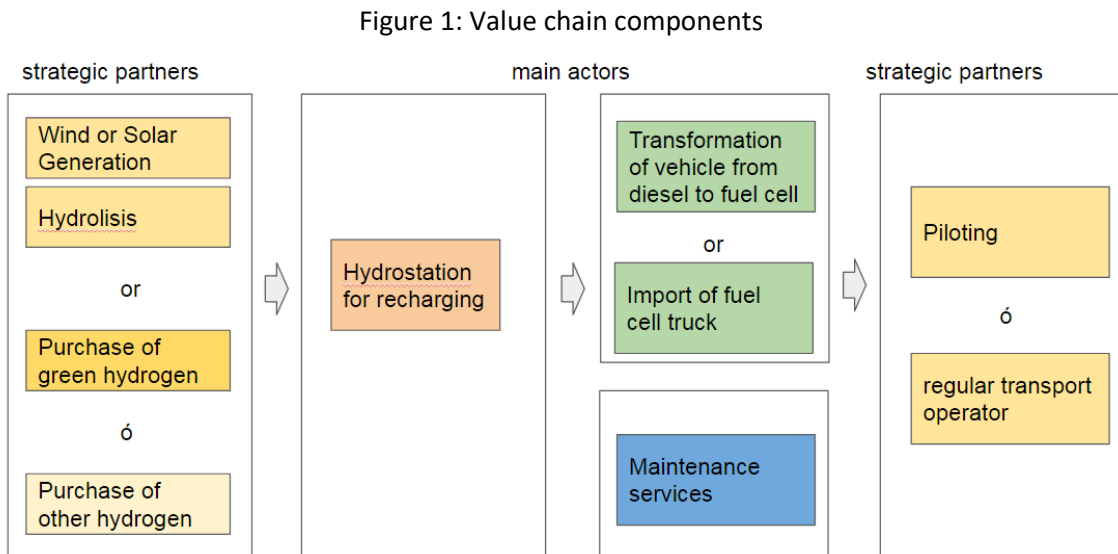 Figure 1: Value chain components
strategic partners
main actors
strategic partners
Wind or Solar
Generation
Hydrolisis
or
Purchase of
green hydrogen
ó
Purchase of
other hydrogen
Hydrostation
for recharging
Transformation
of vehicle from
diesel to fuel cell
or
Import of fuel
cell truck
Maintenance
services
Piloting
ó
regular transport
operator